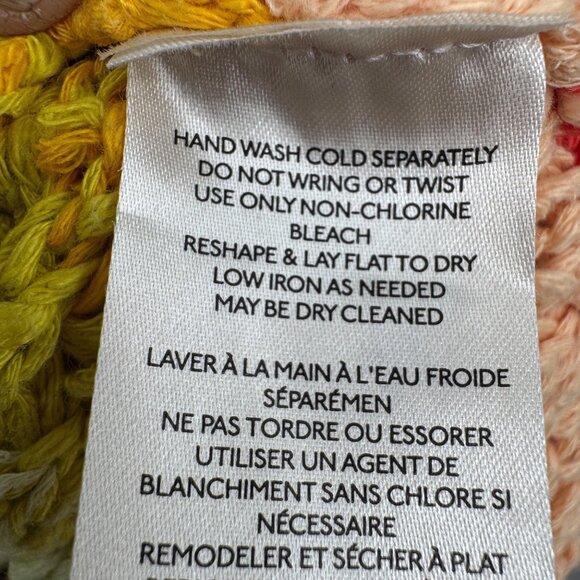 HAND WASH COLD SEPARATELY
DO NOT WRING OR TWIST
USE ONLY NON-CHLORINE
BLEACH
RESHAPE & LAY FLAT TO DRY
LOW IRON AS NEEDED
MAY BE DRY CLEANED
LAVER À LA MAIN À L'EAU FROIDE
SÉPARÉMEN
NE PAS TORDRE OU ESSORER
UTILISER UN AGENT DE
BLANCHIMENT SANS CHLORE SI
NÉCESSAIRE
REMODELER ET SÉCHER À PLAT